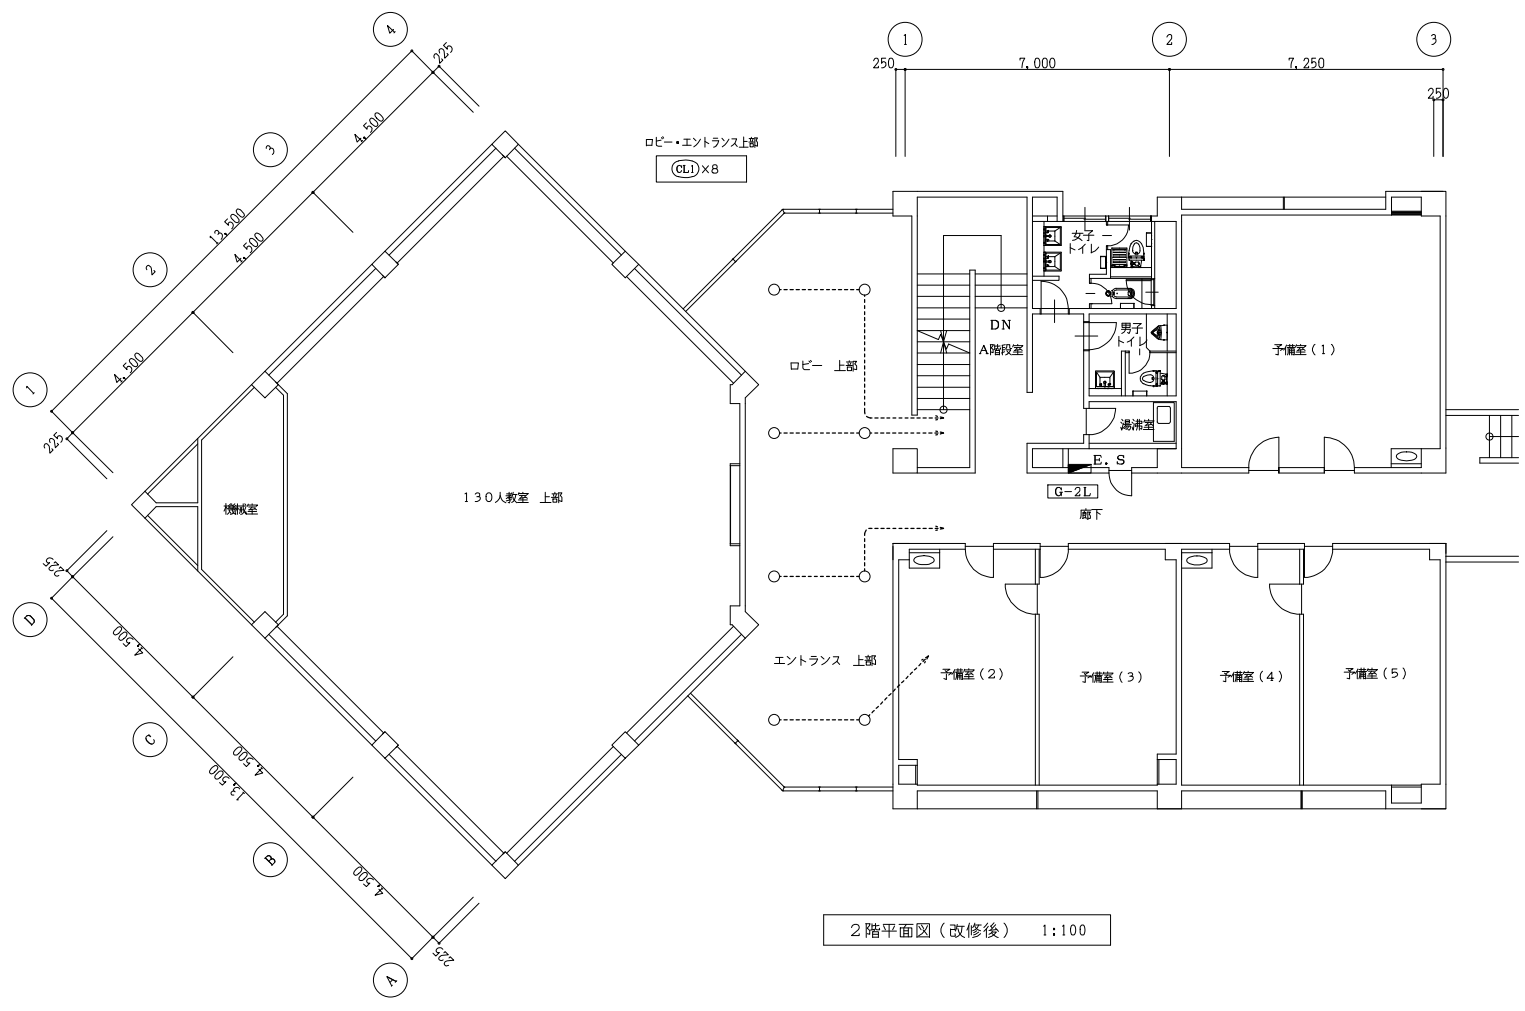 4
225
1
2
3
250
7,000
7,250
250
3
4,500
ロビー・エントランス上部
CL1×8
13,500
4,500
2
女子
トイレ
4,500
DN
A階段室
男子
トイレ
予備室(1)
ロビー 上部
1
225
湯沸室
E.S
G-2L
機械室
130人教室 上部
廊下
225
D
4,500
エントランス 上部
予備室(2)
予備室(3)
予備室(4)
予備室(5)
C
4,500
13,500
B
4,500
2階平面図(改修後) 1:100
225
A